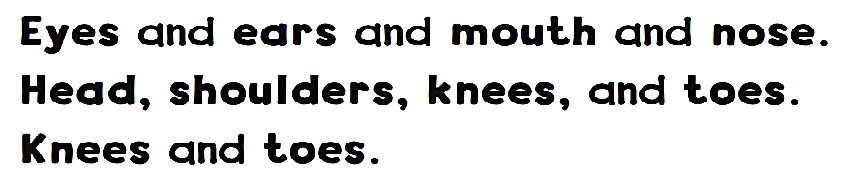 Eyes and ears and mouth and nose.
Head, shoulders, knees, and toes.
Knees and toes.